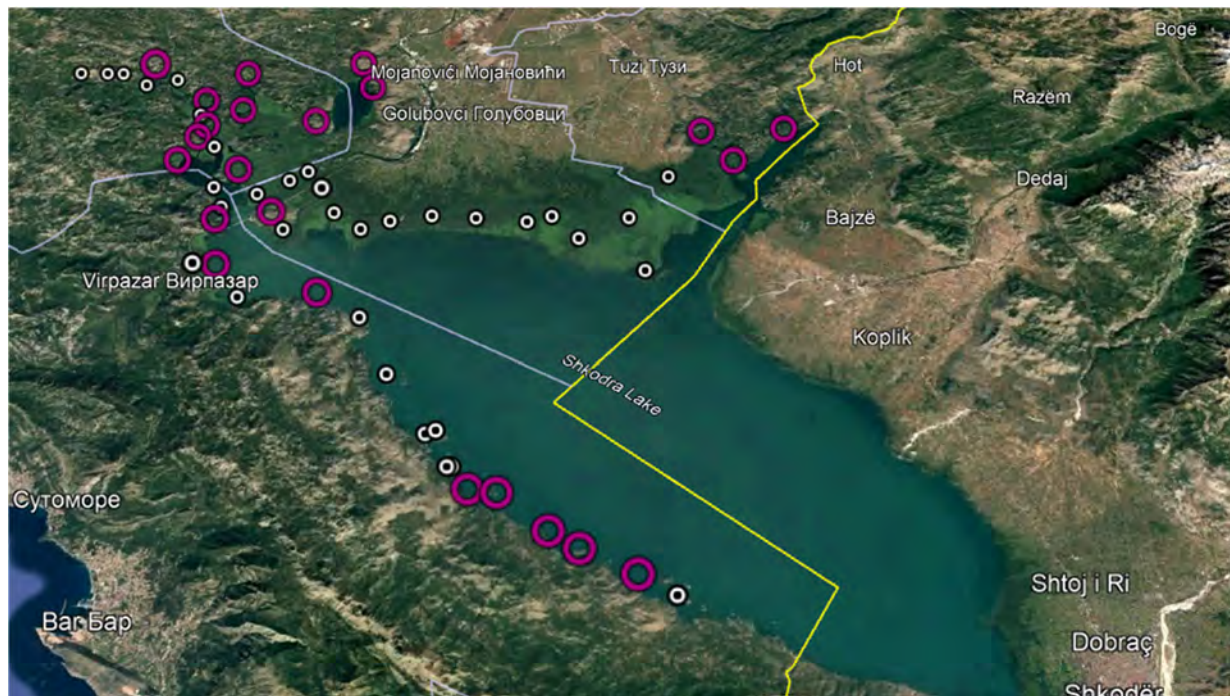 Bogë
Mojanovići Мојановићи
Tuzi Тузи
Hot
Razëm
Golubovci Голубовци
Dedaj
Bajzë
Virpazar Вирпазар
Koplik
Shkodra Lake
Сутоморе
Shtoj i Ri
Bar Бар
Dobraç
Shkodër